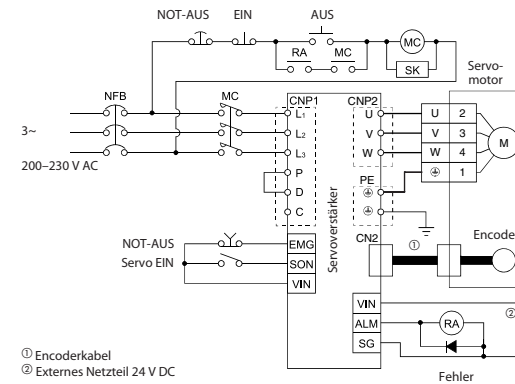 NOT-AUS EIN AUS
RA MC MC
SK
Servo-
motor
NFB MC CNP1 CNP2
3~
L1 U U 2
L2 V V 3 M
L3 W W 4
200–230 V AC
P PE 1
D
C
Servoverstärker
CN2 Encode
①
NOT-AUS EMG
Servo EIN SON
VIN
VIN
②
ALM RA
SG
① Encoderkabel
② Externes Netzteil 24 V DC
Fehler